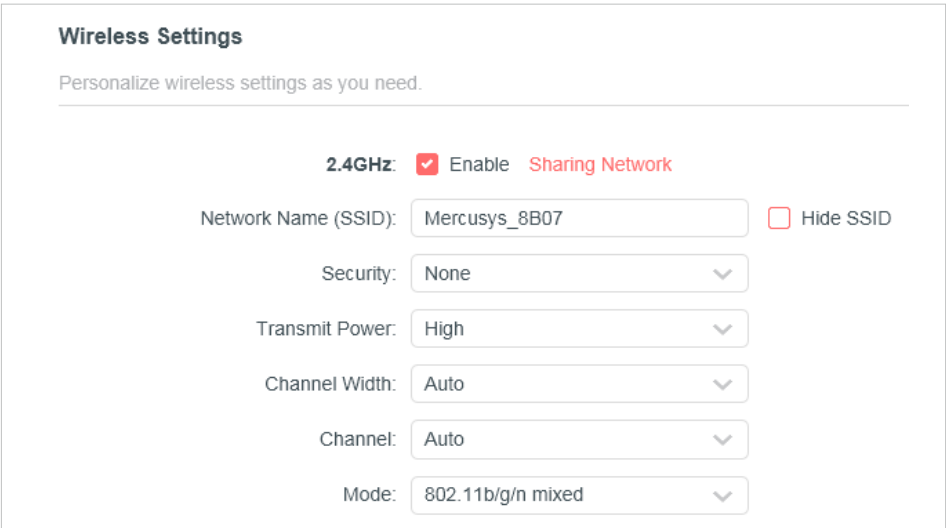 Wireless Settings
Personalize wireless settings as you need.
2.4GHz: Enable Sharing Network
Network Name (SSID): Mercusys_8B07 Hide SSID
Security: None
Transmit Power: High
Channel Width: Auto
Channel: Auto
Mode: 802.11b/g/n mixed